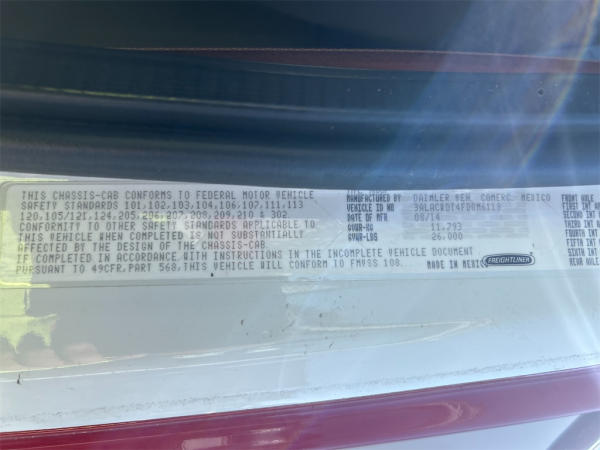 THIS CHASSIS-CAB CONFORMS TO FEDERAL MOTOR VEHICLE
SAFETY STANDARDS 101,102,103,104,106,107,111,113
120,105/121,124,205,206,207,208,209,210 & 302.
CONFORMITY TO OTHER SAFETY STANDARDS APPLICABLE TO
THIS VEHICLE WHEN COMPLETED IS NOT SUBSTANTIALLY
AFFECTED BY THE DESIGN OF THE CHASSIS-CAB.
IF COMPLETED IN ACCORDANCE WITH INSTRUCTIONS IN THE INCOMPLETE VEHICLE DOCUMENT
PURSUANT TO 49CFR, PART 568, THIS VEHICLE WILL CONFORM TO FMVSS 108.
MANUFACTURED BY DAIMLER VEH. COMERC. MEXICO
VEHICLE ID NO
DATE OF MFR 08/14
GVWR-KG 11,793
GVWR-LBS 26,000
MADE IN MEXICO
FREIGHTLINER
FRONT
FIRST INT
SECOND
THIRD INT
FOURTH
FIFTH INT
SIXTH INT
REAR AXLE